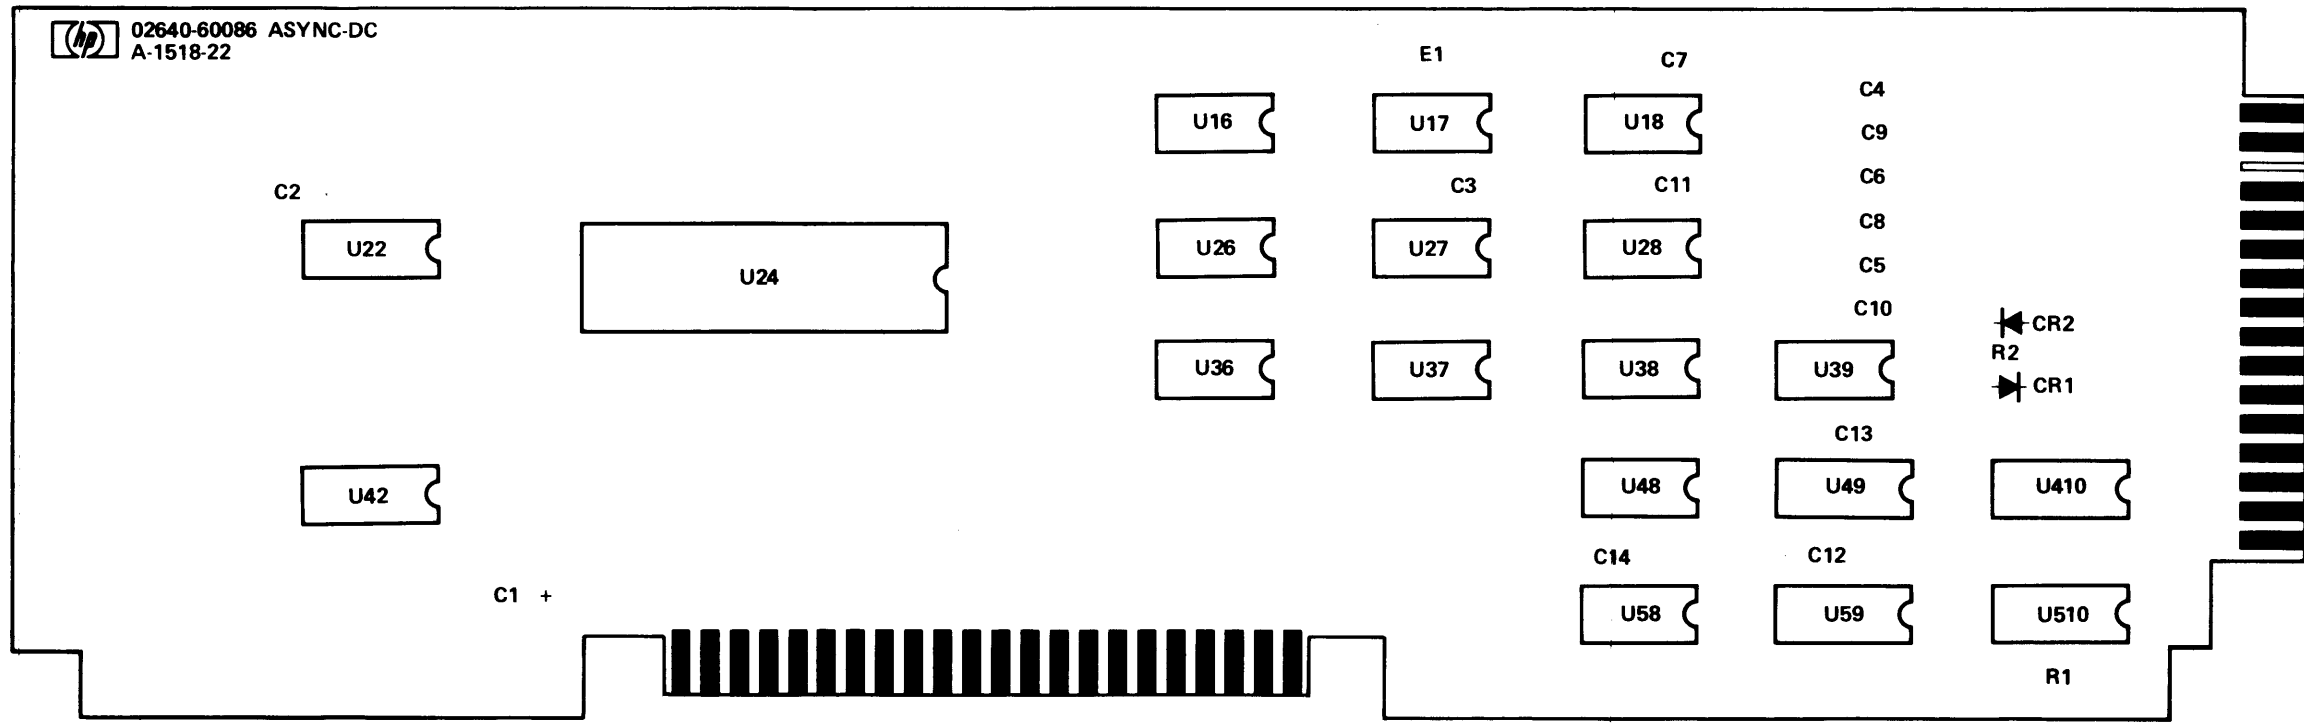 hp 02640-60086 ASYNC-DC
A-1518-22
E1
C7
C4
U16 U17 U18
C9
C2 C3 C11 C6
C8
U22 U26 U27 U28
C5
U24
C10
CR2
R2
U36 U37 U38 U39
CR1
C13
U42 U48 U49 U410
C14 C12
C1 +
U58 U59 U510
R1